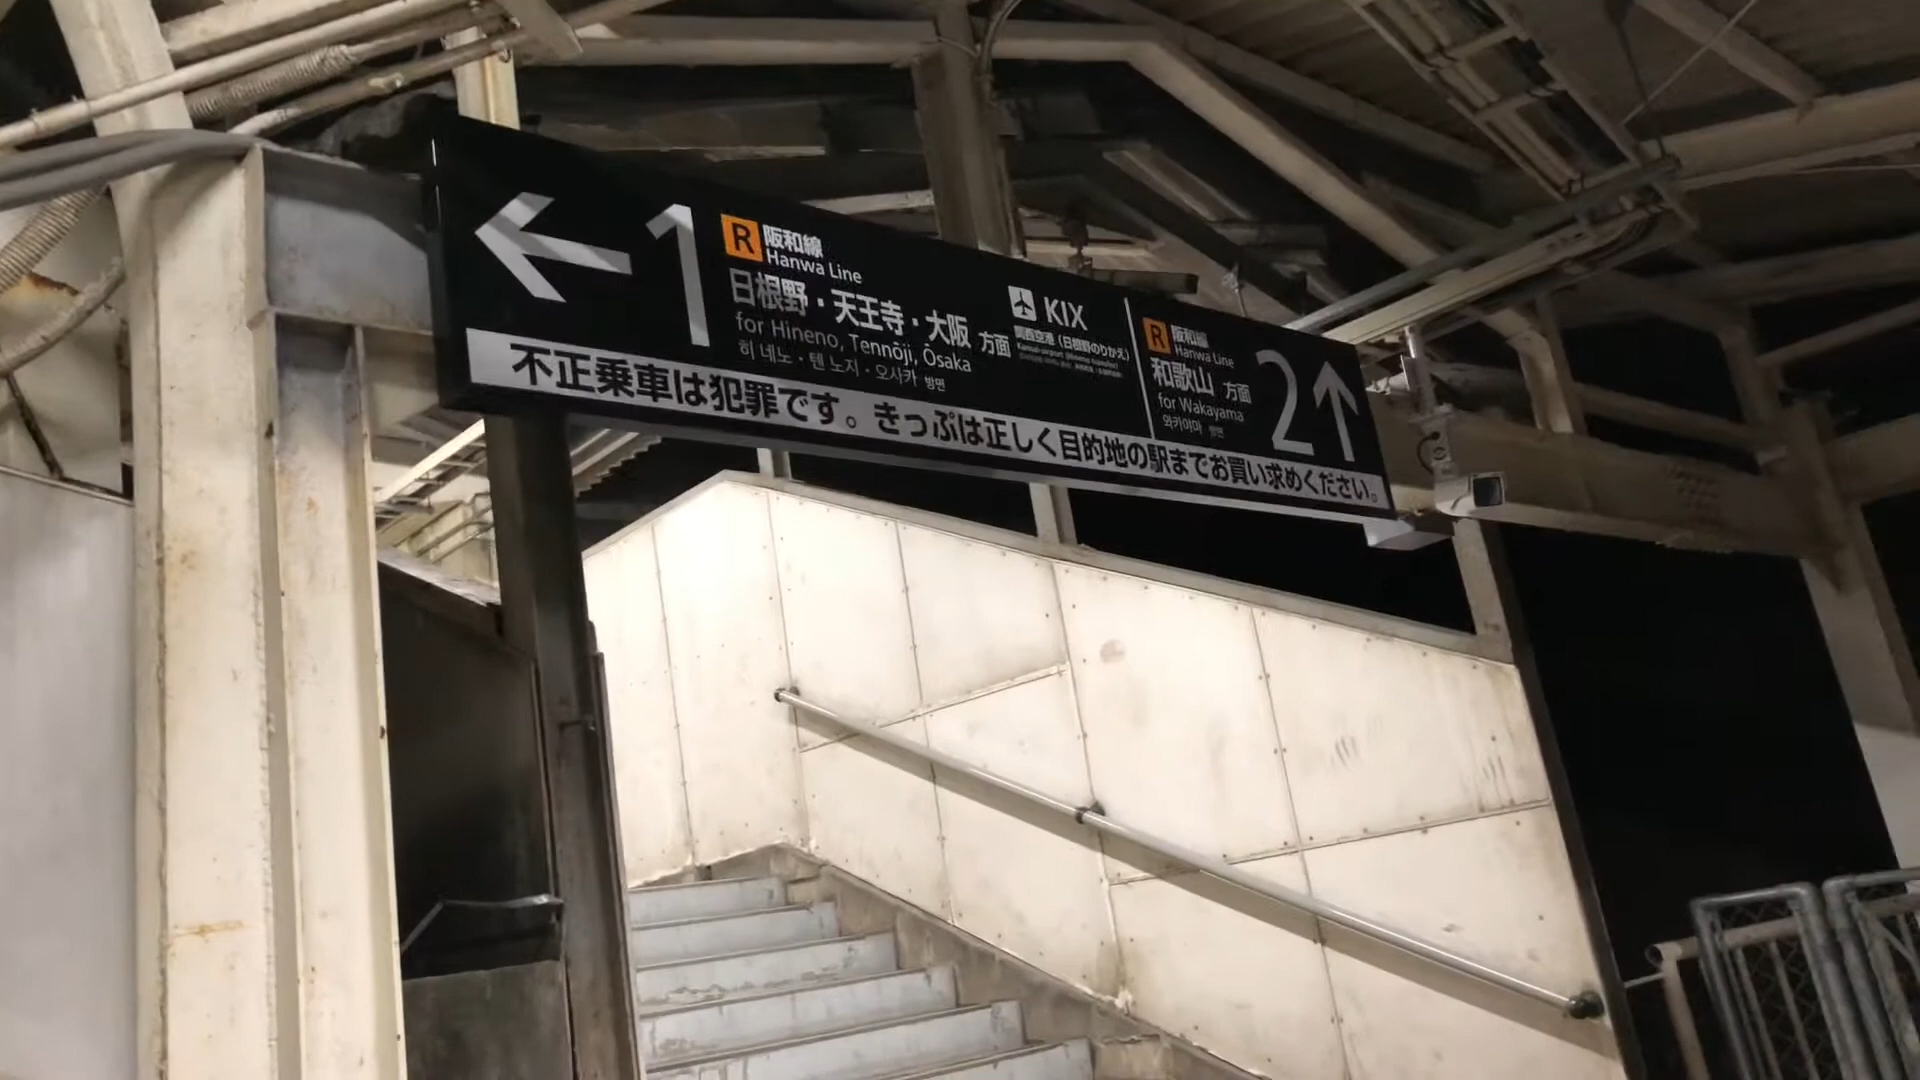 ← 1
R 阪和線
Hanwa Line
日根野・天王寺・大阪 方面
for Hineno, Tennōji, Ōsaka
히네노・텐노지・오사카 방면
KIX
関西空港（日根野のりかえ）
Kansai-airport (Hineno transfer)
R 阪和線
Hanwa Line
和歌山 方面
for Wakayama
와카야마 방면
2 ↑
不正乗車は犯罪です。きっぷは正しく目的地の駅までお買い求めください。